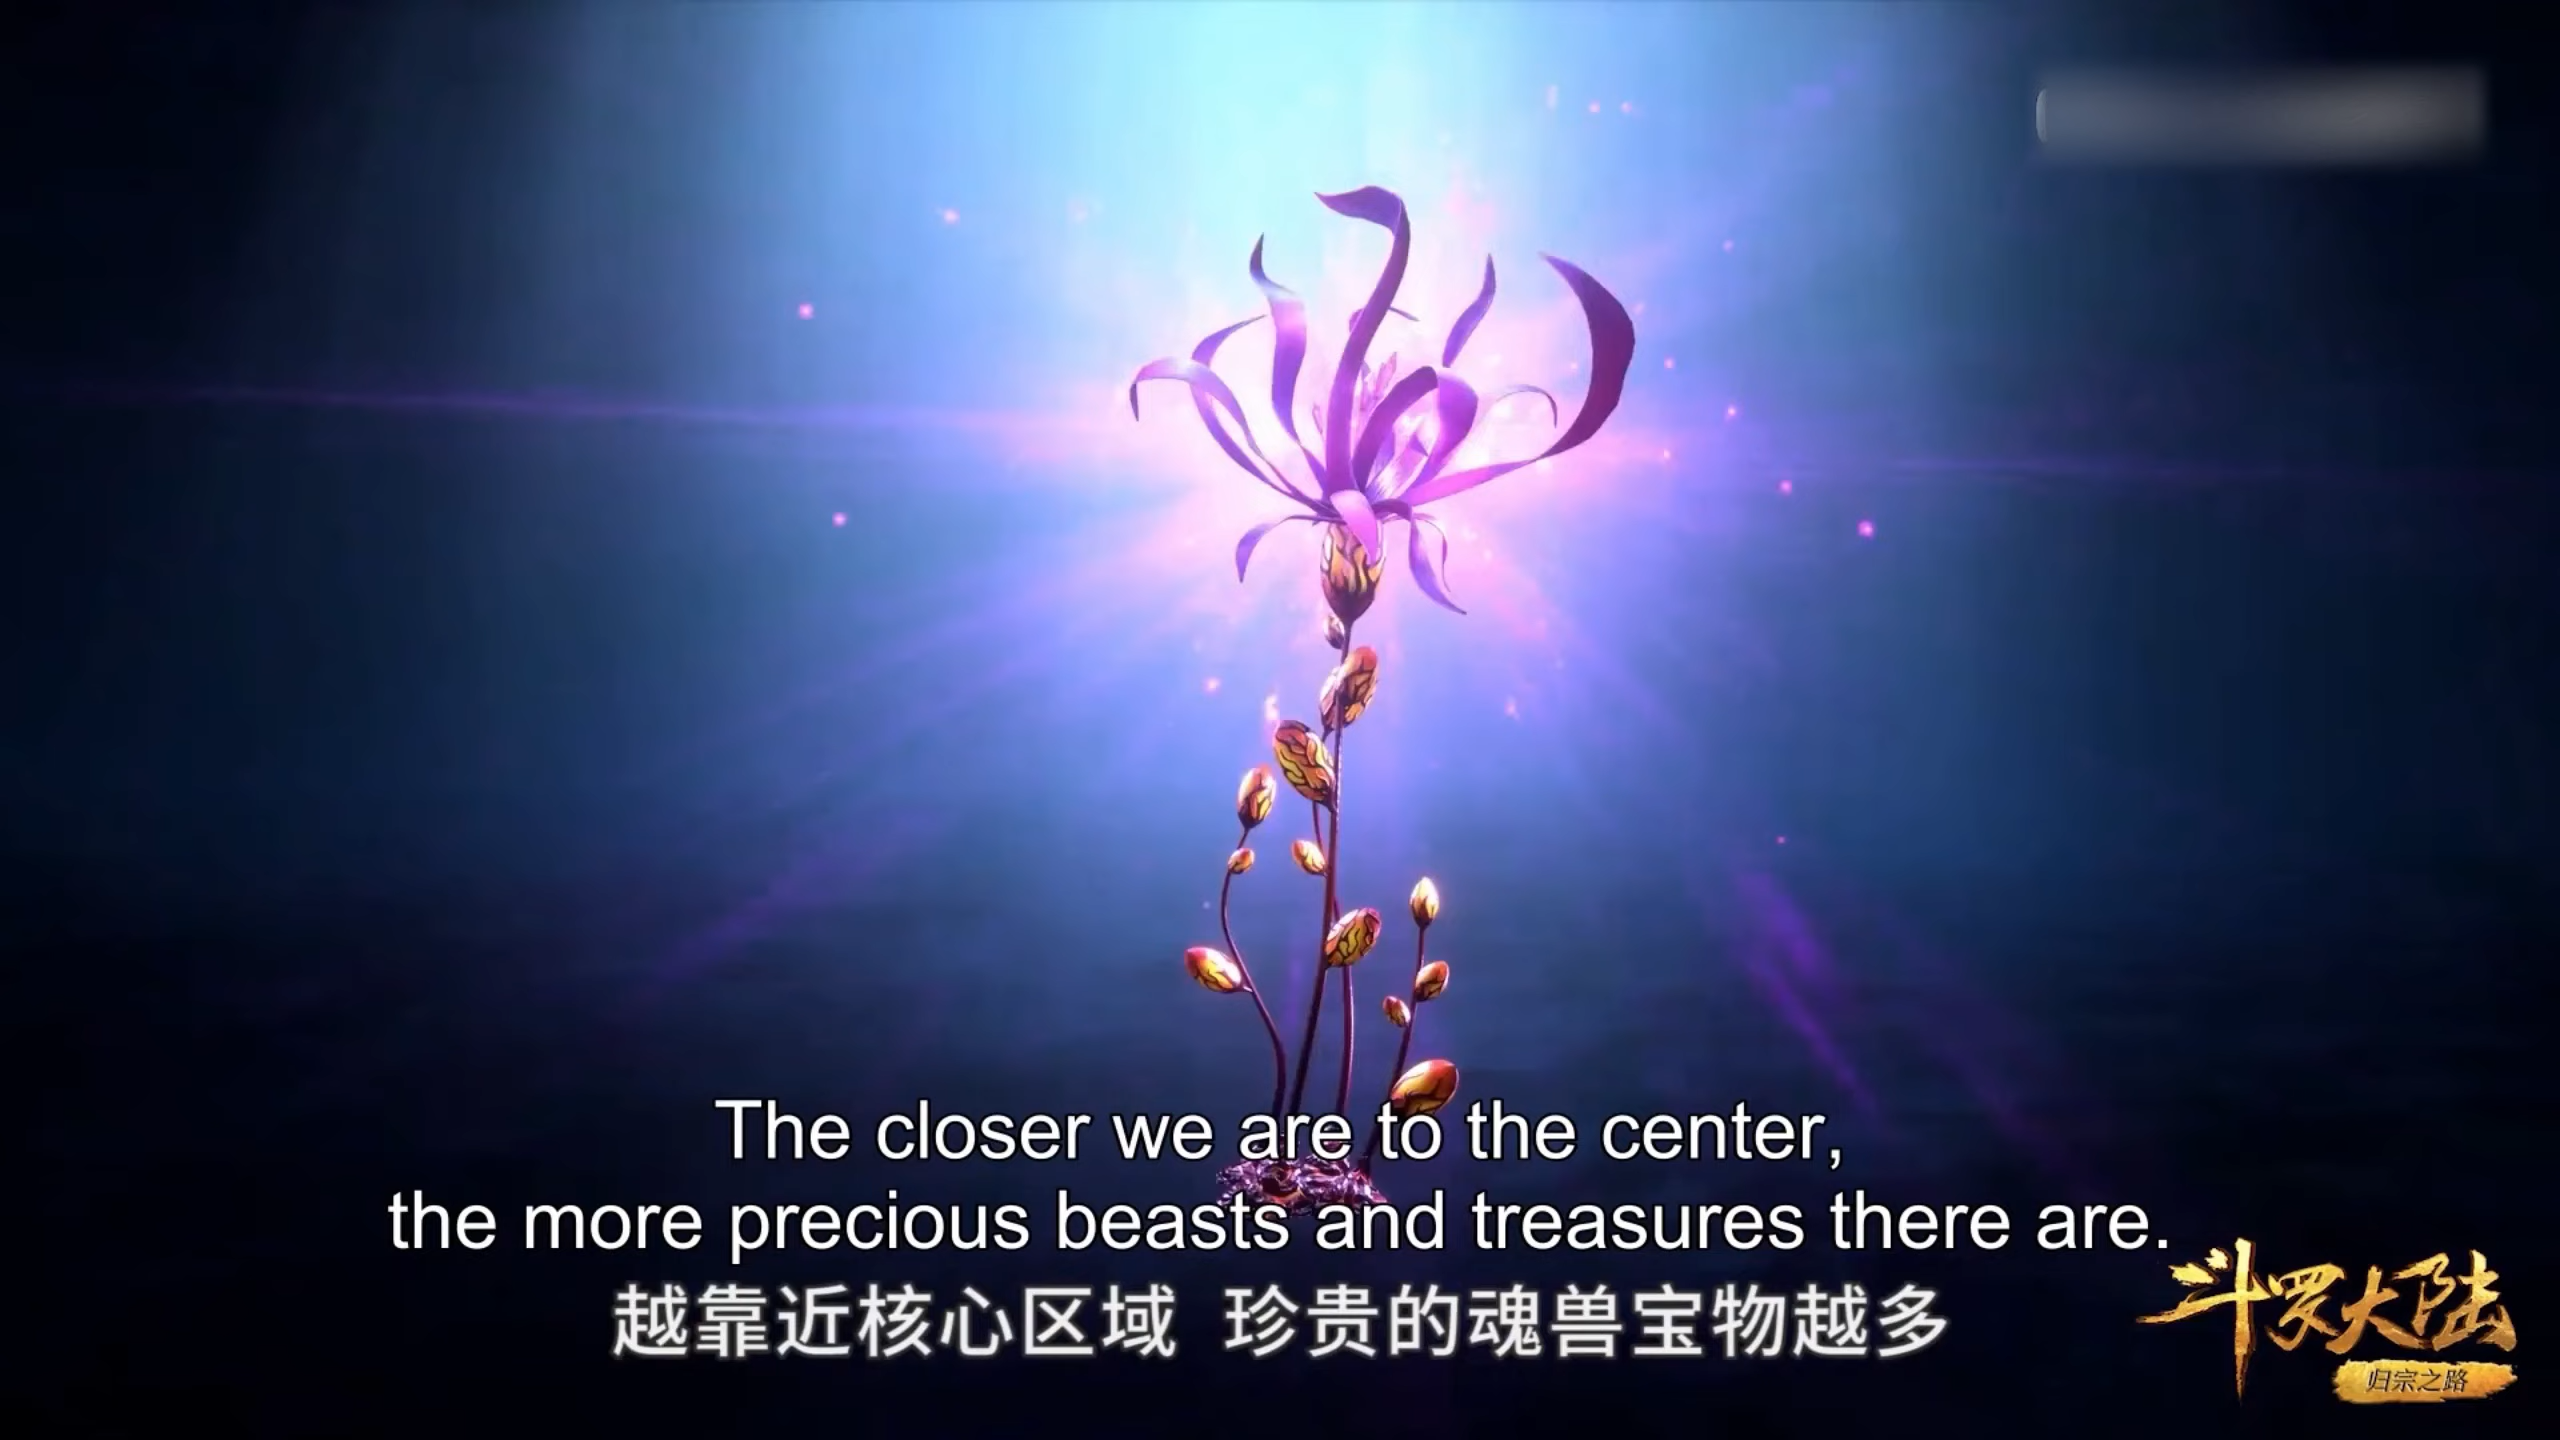 The closer we are to the center,
the more precious beasts and treasures there are.
越靠近核心区域 珍贵的魂兽宝物越多
斗罗大陆
归宗之路